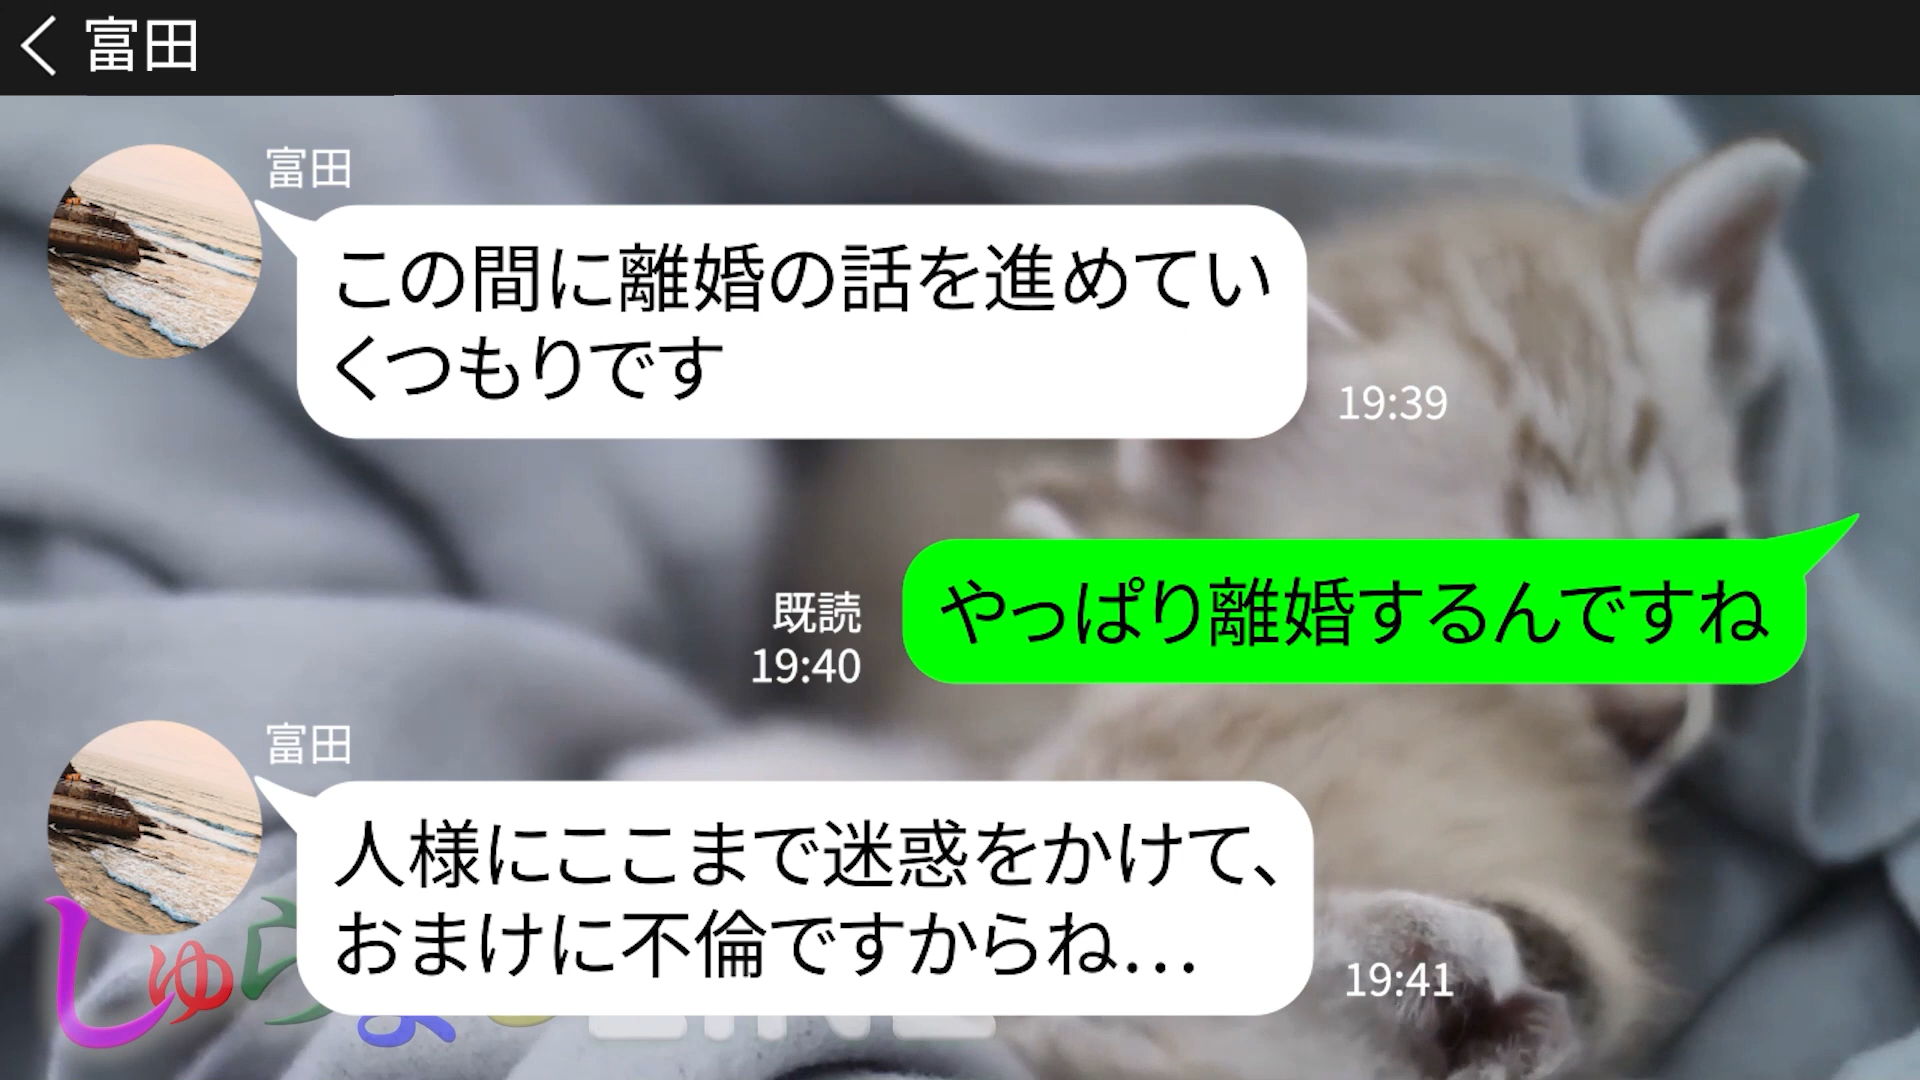 富田
富田
この間に離婚の話を進めてい
くつもりです
19:39
やっぱり離婚するんですね
既読
19:40
富田
人様にここまで迷惑をかけて、
おまけに不倫ですからね…
19:41
しゅら